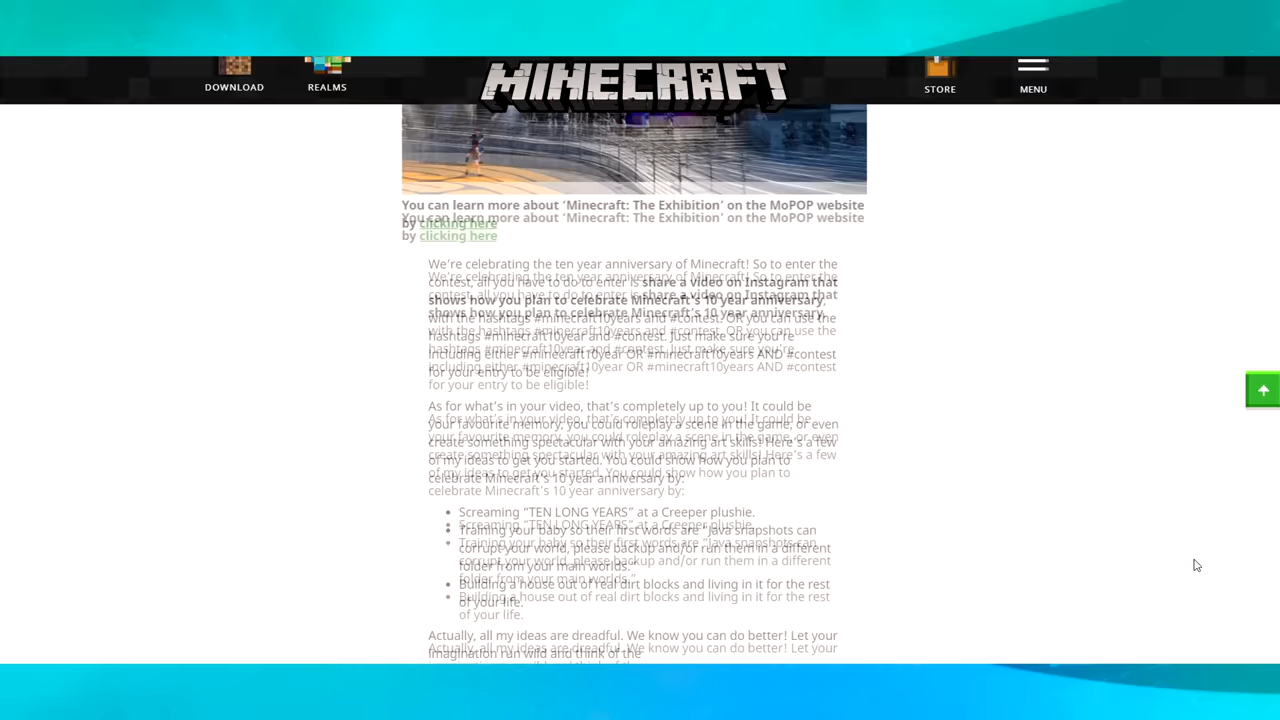 DOWNLOAD
REALMS
MINECRAFT
STORE
MENU
You can learn more about ‘Minecraft: The Exhibition’ on the MoPOP website
by clicking here
We’re celebrating the ten year anniversary of Minecraft! So to enter the
contest, all you have to do to enter is share a video on Instagram that
shows how you plan to celebrate Minecraft’s 10 year anniversary,
with the hashtags #minecraft10years and #contest. OR you can use the
hashtags #minecraft10year and #contest. Just make sure you’re
including either #minecraft10year OR #minecraft10years AND #contest
for your entry to be eligible!
As for what’s in your video, that’s completely up to you! It could be
your favourite memory, you could roleplay a scene in the game, or even
create something spectacular with your amazing art skills! Here’s a few
of my ideas to get you started. You could show how you plan to
celebrate Minecraft’s 10 year anniversary by:
• Screaming “TEN LONG YEARS” at a Creeper plushie.
• Training your baby so their first words are “Java snapshots can
corrupt your world, please backup and/or run them in a different
folder from your main worlds.”
• Building a house out of real dirt blocks and living in it for the rest
of your life.
Actually, all my ideas are dreadful. We know you can do better! Let your
imagination run wild and think of the